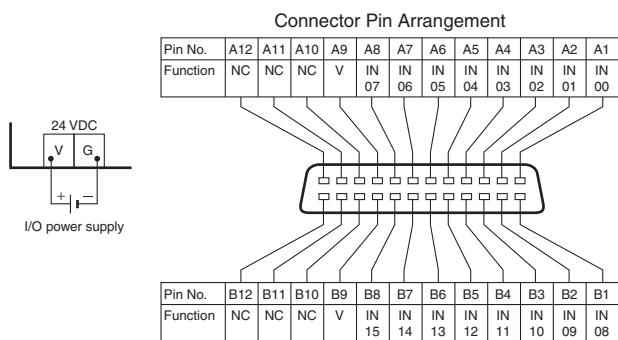 Connector Pin Arrangement
Pin No. A12 A11 A10 A9 A8 A7 A6 A5 A4 A3 A2 A1
Function NC NC NC V IN 07 IN 06 IN 05 IN 04 IN 03 IN 02 IN 01 IN 00
24 VDC
V G
+ −
I/O power supply
Pin No. B12 B11 B10 B9 B8 B7 B6 B5 B4 B3 B2 B1
Function NC NC NC V IN 15 IN 14 IN 13 IN 12 IN 11 IN 10 IN 09 IN 08